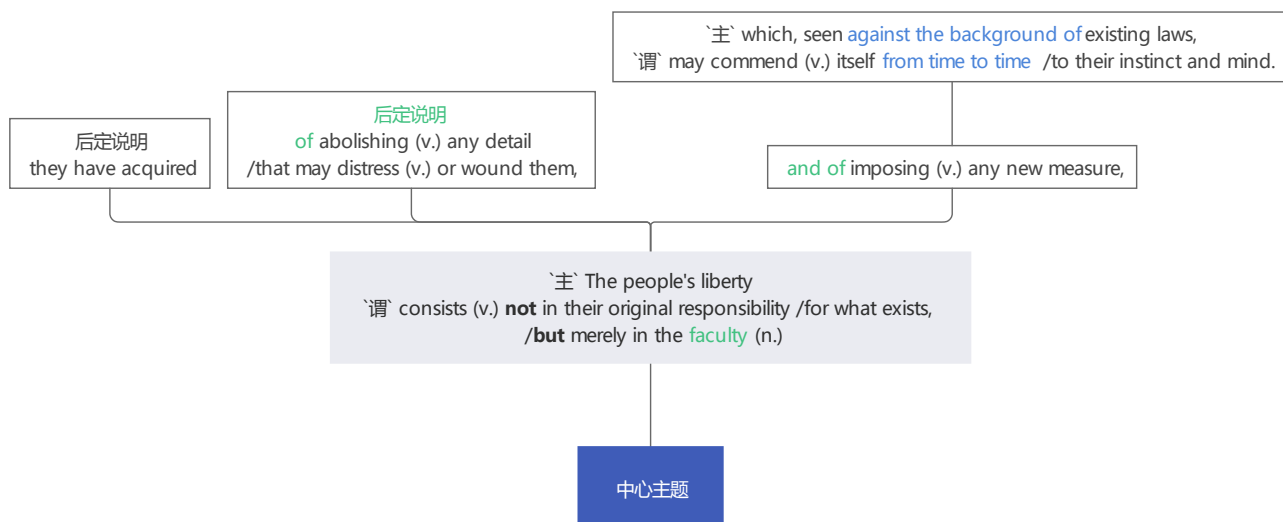 `主` which, seen against the background of existing laws,
`谓` may commend (v.) itself from time to time /to their instinct and mind.
后定说明
they have acquired
后定说明
of abolishing (v.) any detail
/that may distress (v.) or wound them,
and of imposing (v.) any new measure,
`主` The people's liberty
`谓` consists (v.) not in their original responsibility /for what exists,
/but merely in the faculty (n.)
中心主题